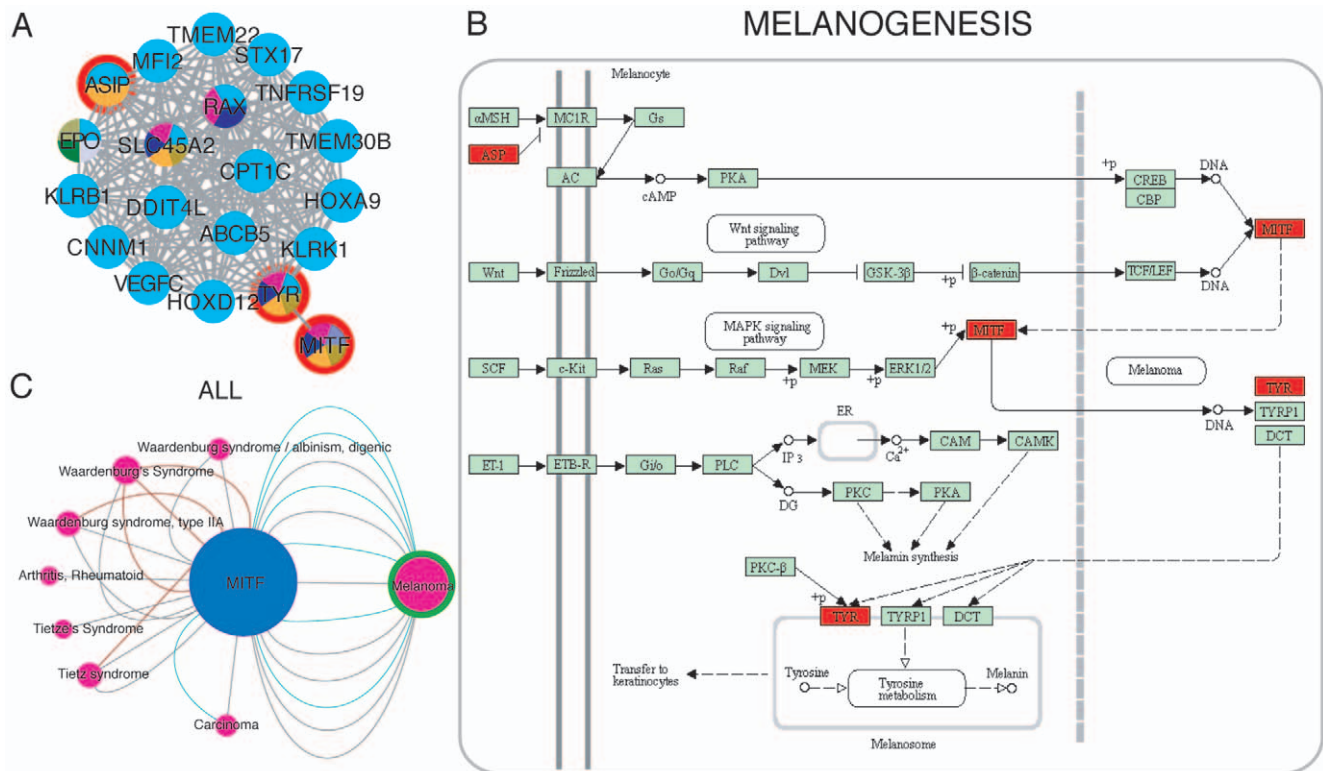 A
TMEM22
STX17
MFI2
ASIP
TNFRSF19
RAX
EPO
SLC45A2
TMEM30B
CPT1C
KLRB1
HOXA9
DDIT4L
ABCB5
CNNM1
KLRK1
VEGFC
HOXD12
TYR
MITF
B
MELANOGENESIS
Melanocyte
αMSH
MC1R
Gs
ASP
AC
cAMP
PKA
+p
CREB
CBP
DNA
MITF
Wnt signaling
pathway
Wnt
Frizzled
Go/Gq
Dvl
GSK-3β
+p
β-catenin
TCF/LEF
DNA
MAPK signaling
pathway
+p
MITF
SCF
c-Kit
Ras
Raf
+p
MEK
+p
ERK1/2
Melanoma
TYR
DNA
TYRP1
DCT
ER
ET-1
ETB-R
Gi/o
PLC
IP3
Ca2+
CAM
CAMK
DG
PKC
PKA
Melamin synthesis
PKC-β
+p
TYR
TYRP1
DCT
Transfer to
keratinocytes
Tyrosine
Tyrosine
metabolism
Melanin
Melanosome
C
ALL
Waardenburg syndrome / albinism, digenic
Waardenburg's Syndrome
Waardenburg syndrome, type IIA
Arthritis, Rheumatoid
MITF
Melanoma
Tietze's Syndrome
Tietz syndrome
Carcinoma